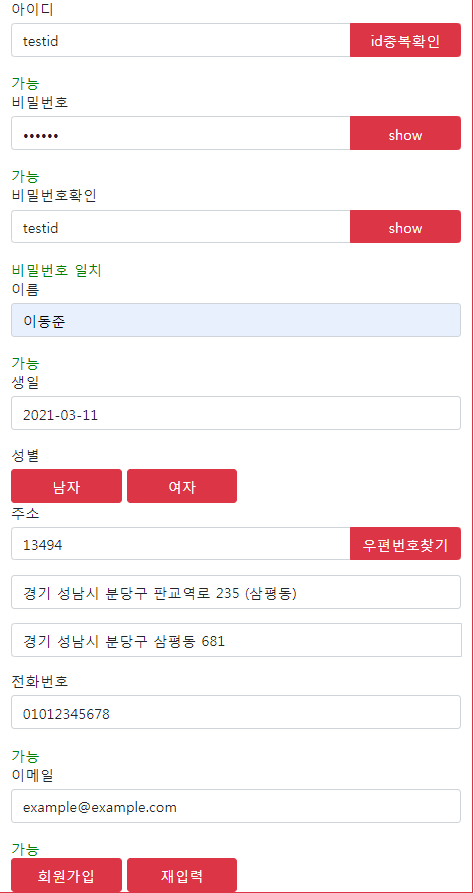 아이디
testid id중복확인
가능
비밀번호
•••••• show
가능
비밀번호확인
testid show
비밀번호 일치
이름
이동준
가능
생일
2021-03-11
성별
남자 여자
주소
13494 우편번호찾기
경기 성남시 분당구 판교역로 235 (삼평동)
경기 성남시 분당구 삼평동 681
전화번호
01012345678
가능
이메일
example@example.com
가능
회원가입 재입력